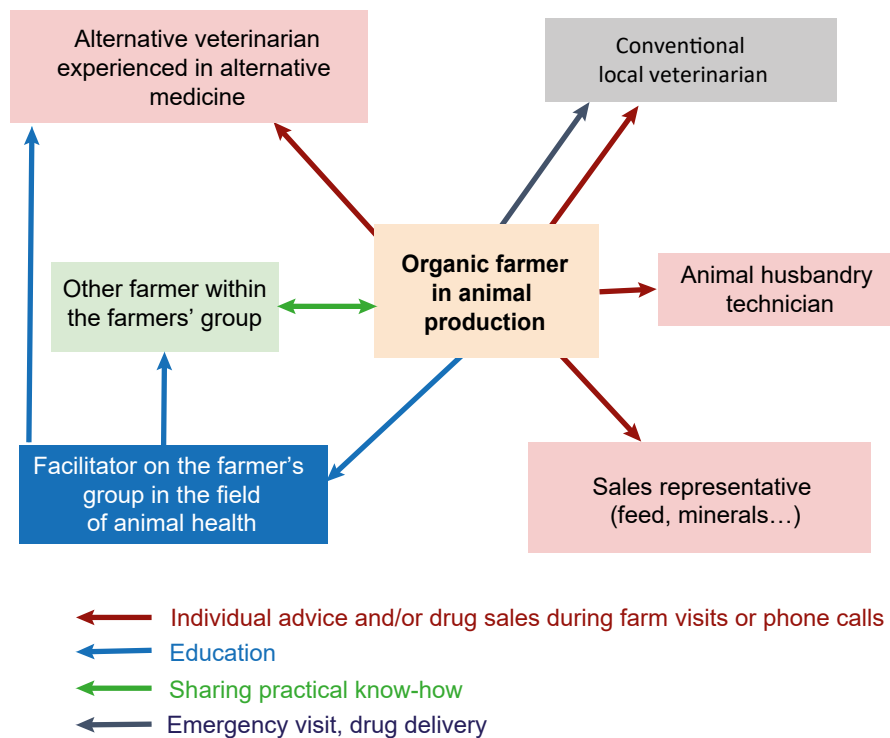 Alternative veterinarian
experienced in alternative
medicine
Conventional
local veterinarian
Organic farmer
in animal
production
Other farmer within
the farmers’ group
Animal husbandry
technician
Facilitator on the farmer’s
group in the field
of animal health
Sales representative
(feed, minerals…)
Individual advice and/or drug sales during farm visits or phone calls
Education
Sharing practical know-how
Emergency visit, drug delivery